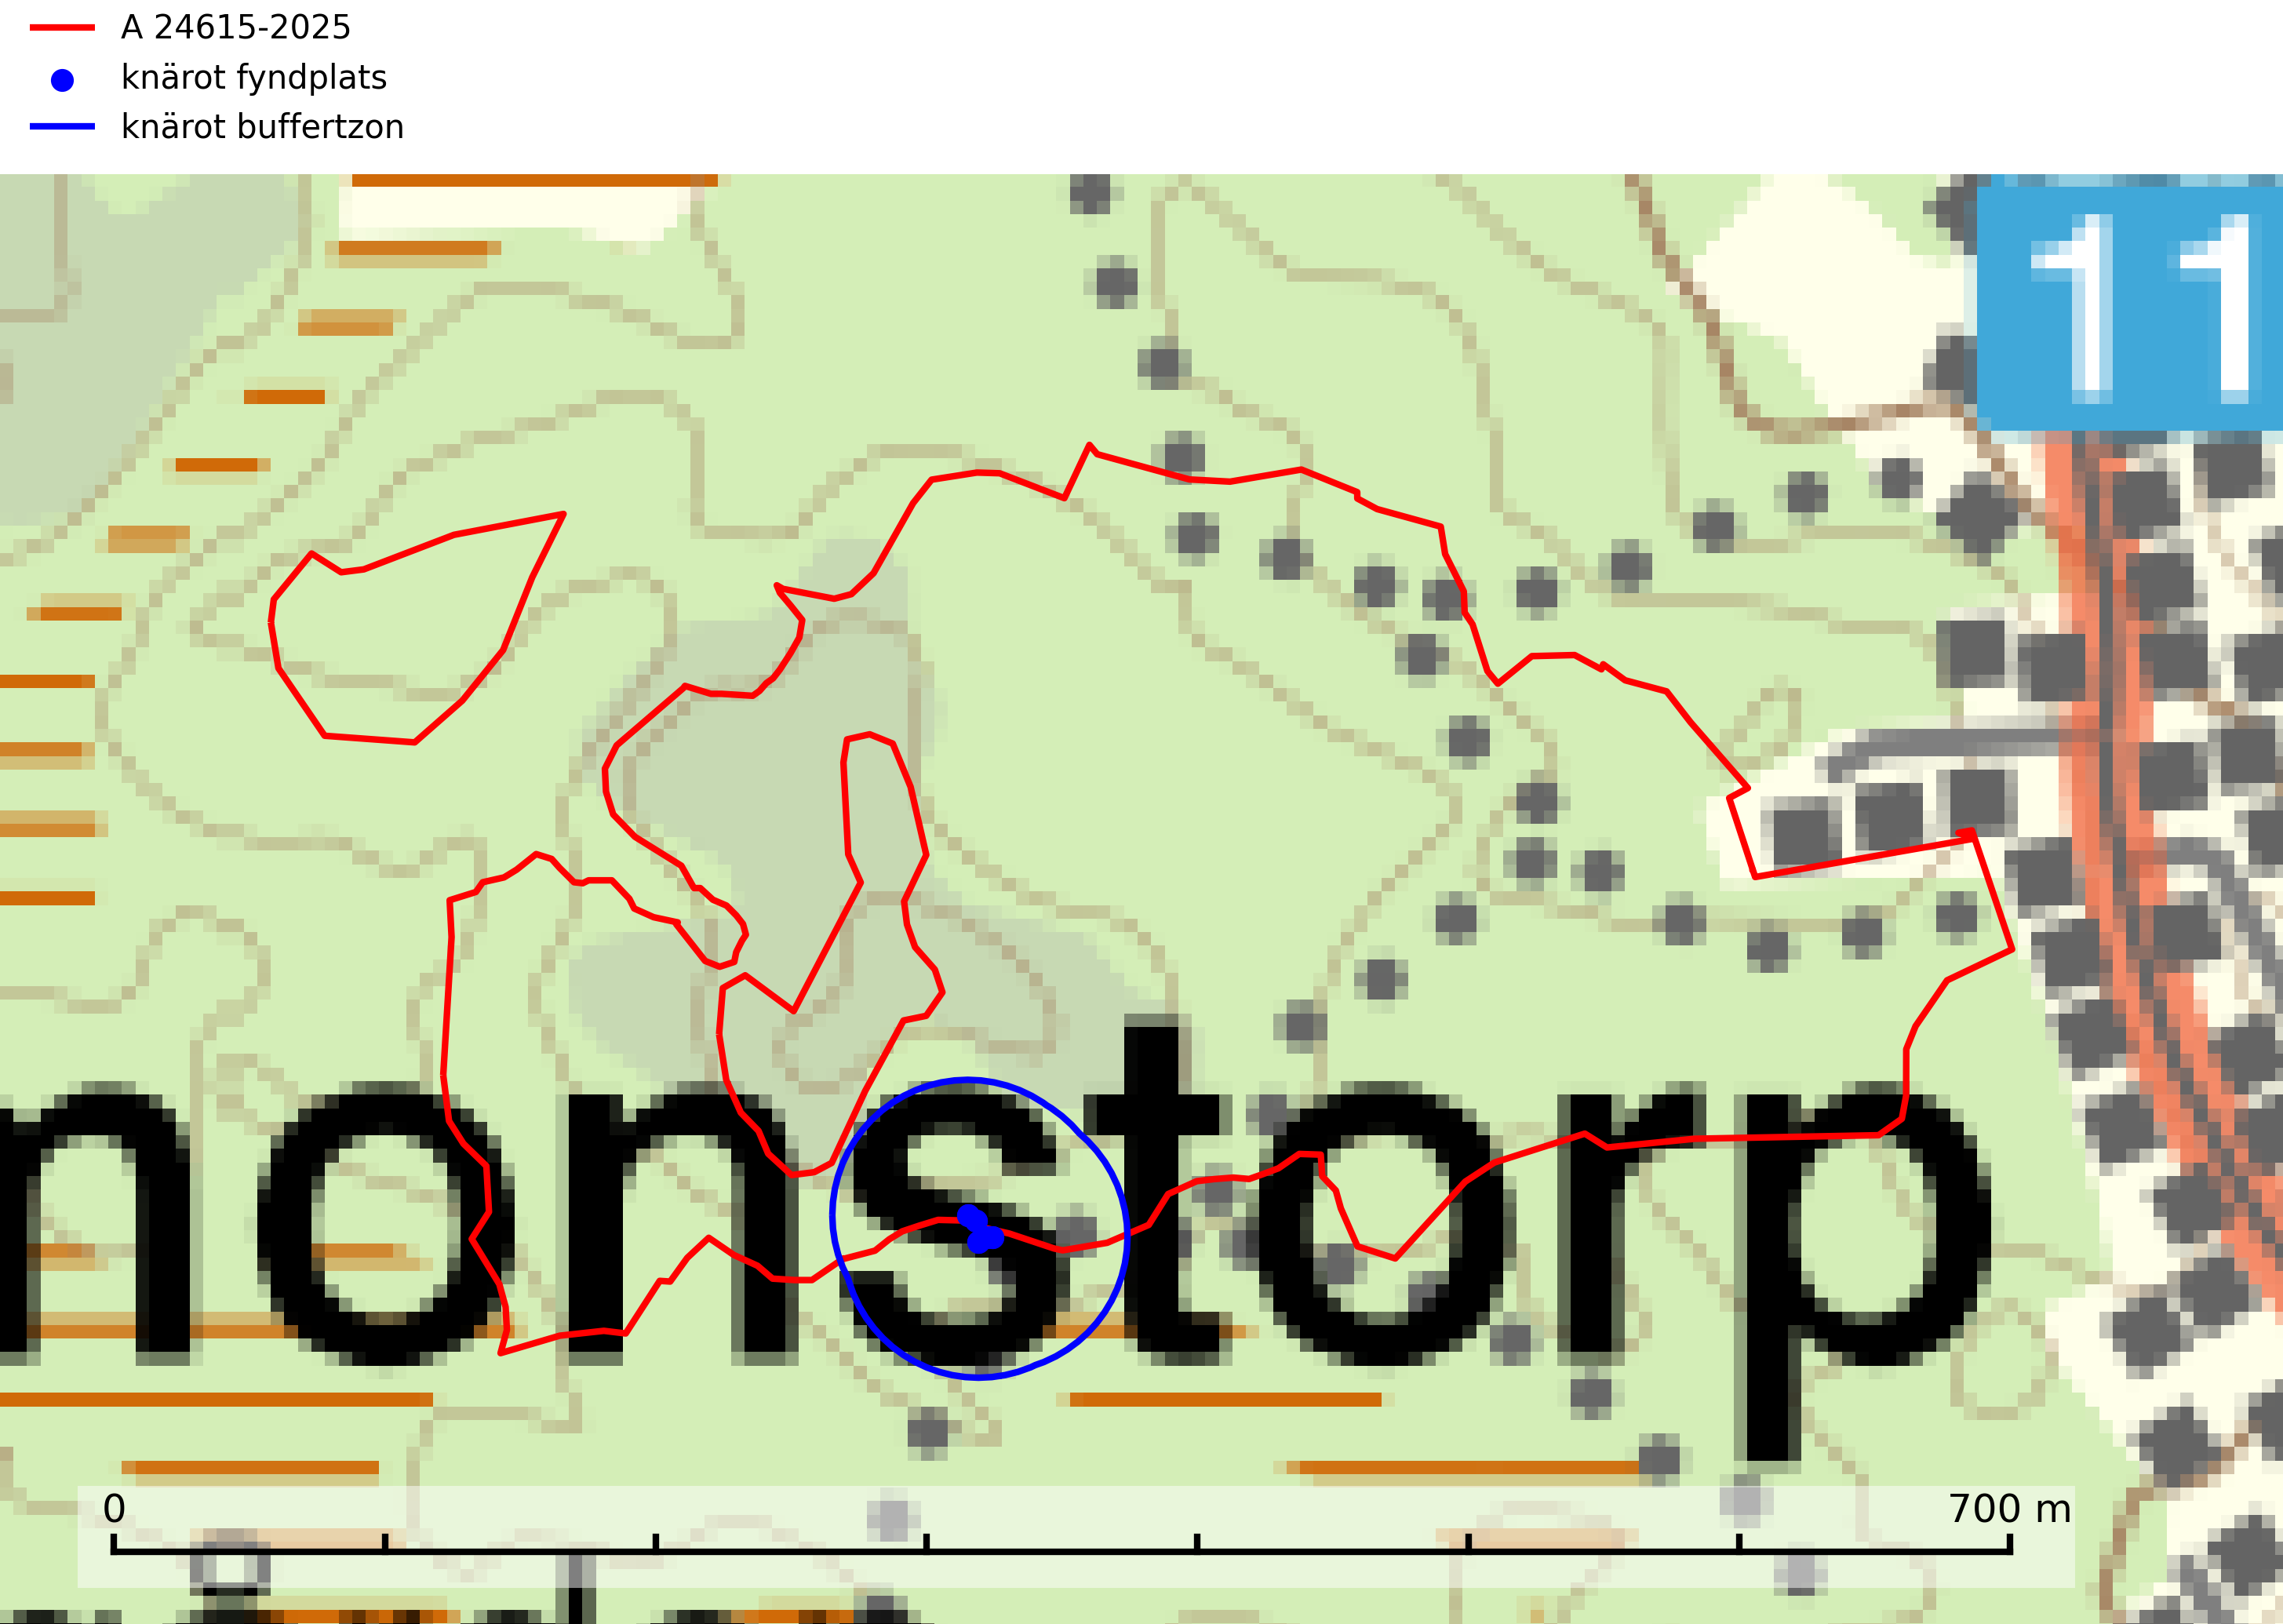 A 24615-2025
knärot fyndplats
knärot buffertzon
11
nonstorp
0 700 m